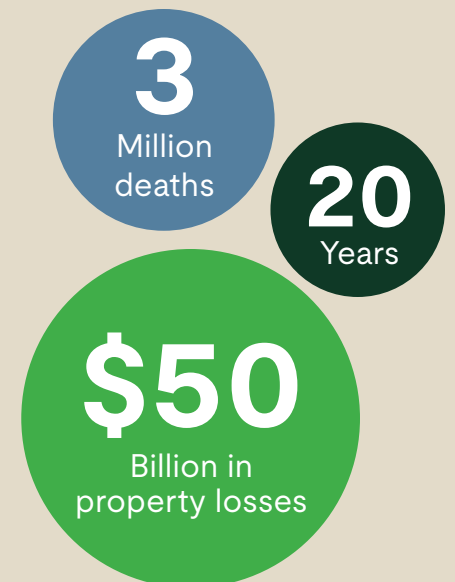 3
Million
deaths
20
Years
$50
Billion in
property losses